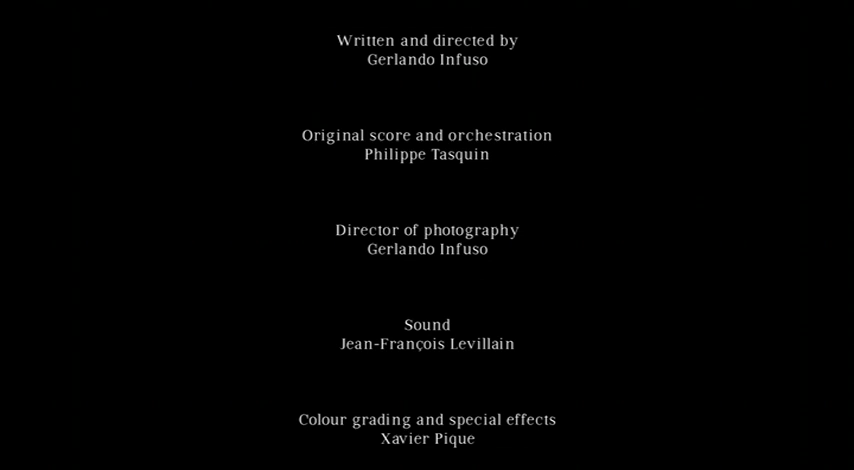 Written and directed by
Gerlando Infuso
Original score and orchestration
Philippe Tasquin
Director of photography
Gerlando Infuso
Sound
Jean-François Levillain
Colour grading and special effects
Xavier Pique